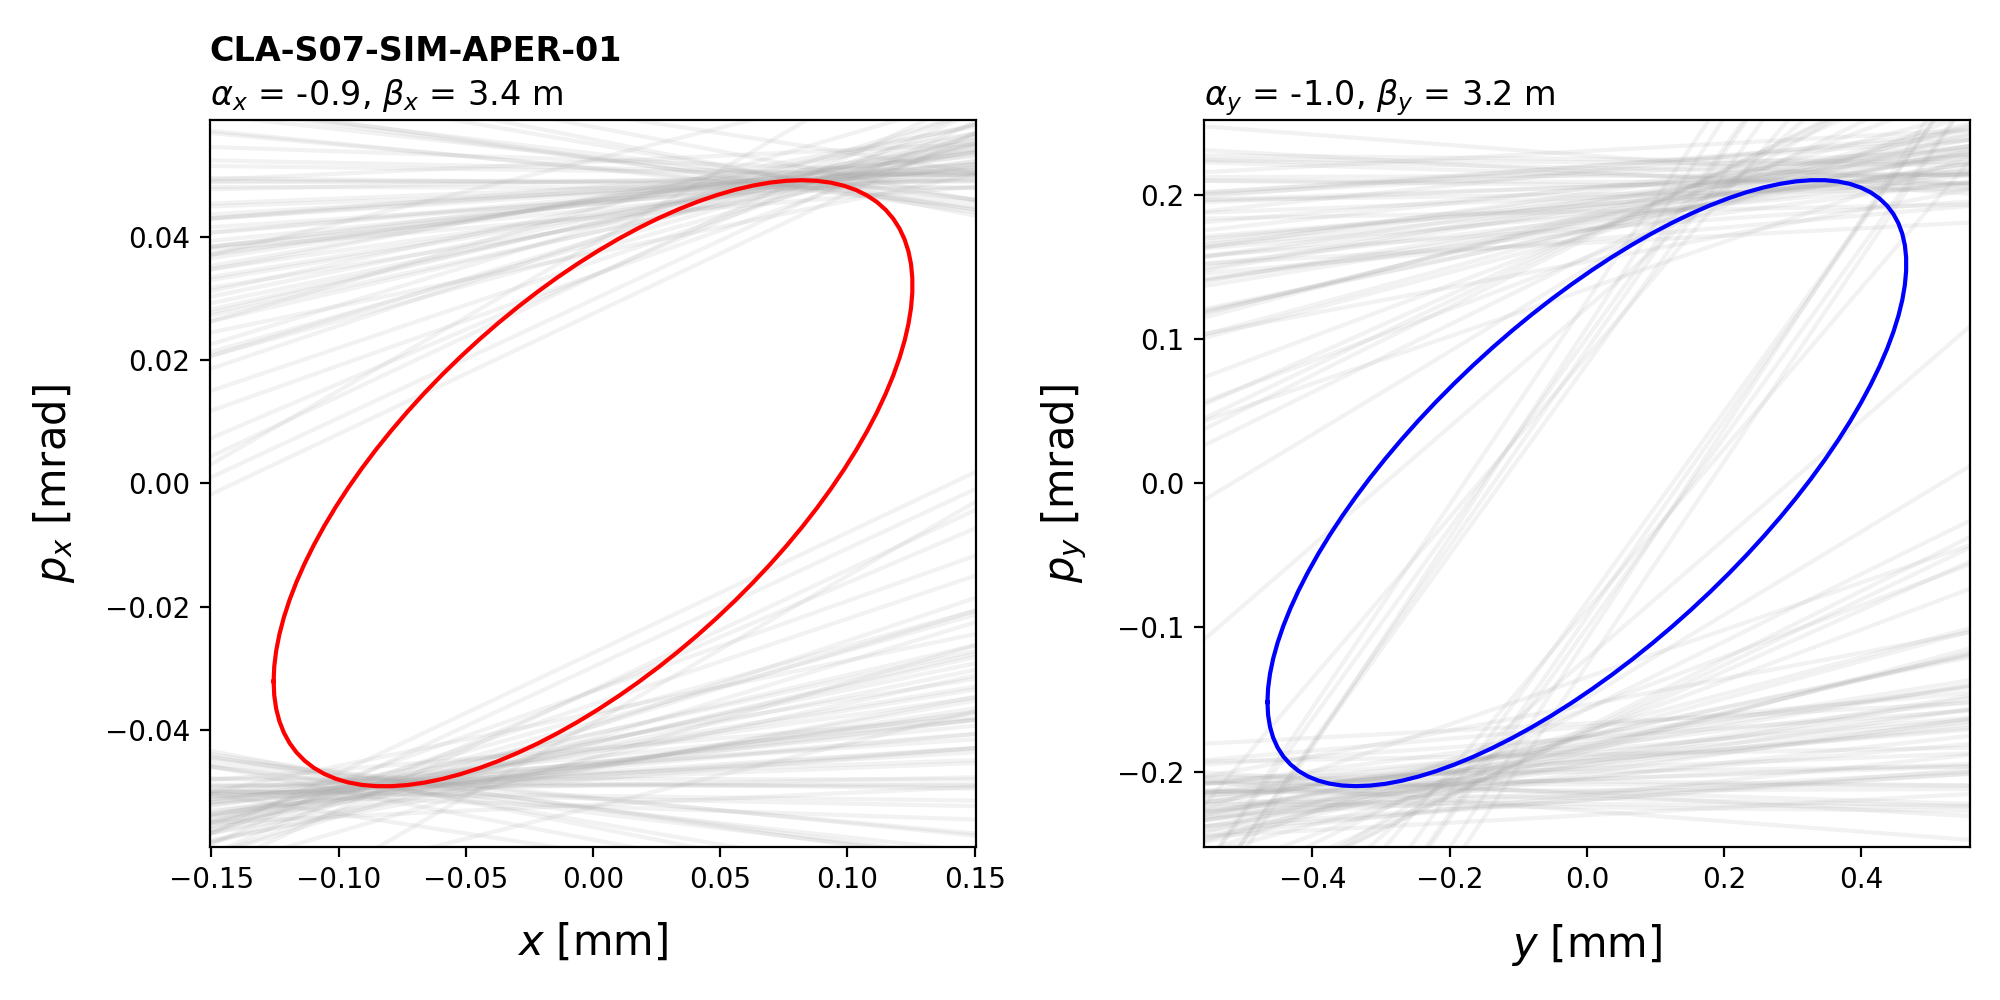 CLA-S07-SIM-APER-01
αₓ = -0.9, βₓ = 3.4 m
0.04
0.02
0.00
−0.02
−0.04
pₓ [mrad]
−0.15 −0.10 −0.05 0.00 0.05 0.10 0.15
x [mm]
α_y = -1.0, β_y = 3.2 m
0.2
0.1
0.0
−0.1
−0.2
p_y [mrad]
−0.4 −0.2 0.0 0.2 0.4
y [mm]